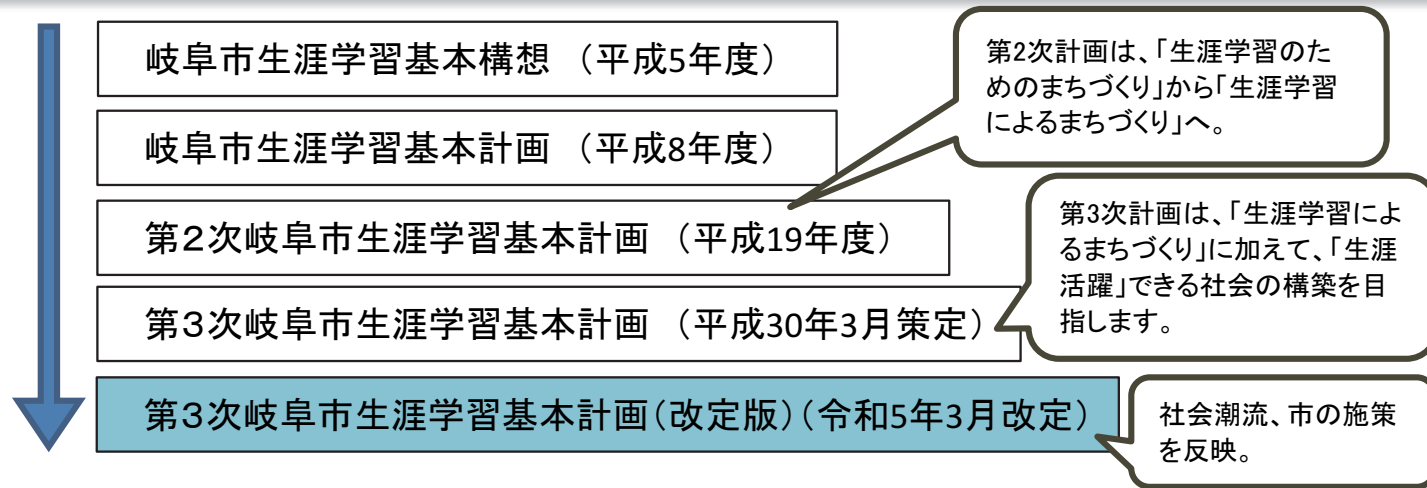 岐阜市生涯学習基本構想 （平成5年度）
岐阜市生涯学習基本計画 （平成8年度）
第2次計画は、「生涯学習のた
めのまちづくり」から「生涯学習
によるまちづくり」へ。
第２次岐阜市生涯学習基本計画 （平成19年度）
第３次岐阜市生涯学習基本計画 （平成30年3月策定）
第3次計画は、「生涯学習によ
るまちづくり」に加えて、「生涯
活躍」できる社会の構築を目
指します。
第３次岐阜市生涯学習基本計画（改定版）（令和5年3月改定）
社会潮流、市の施策
を反映。